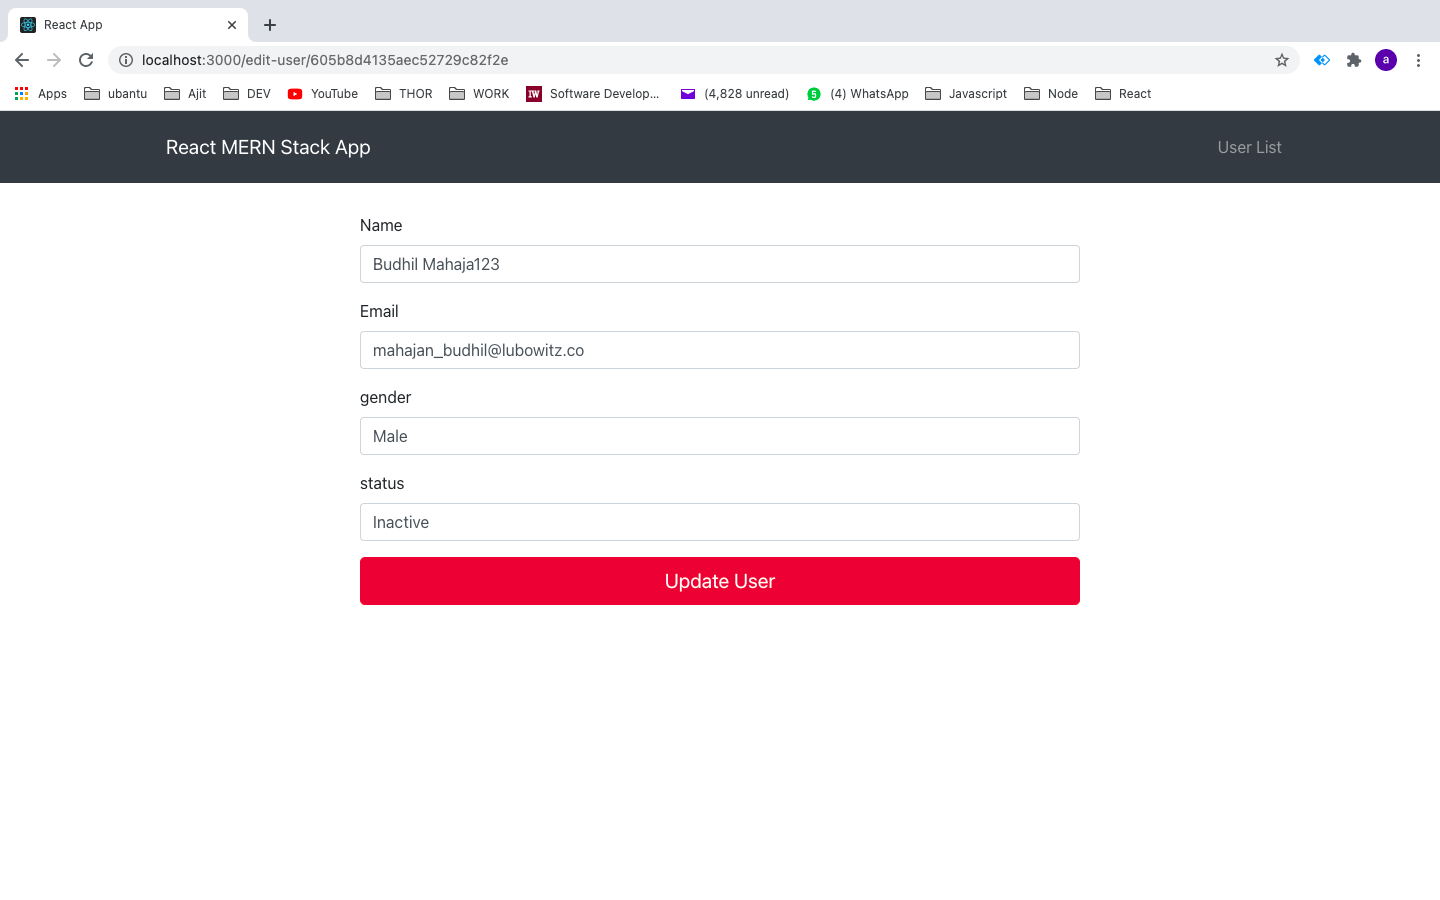 React App
localhost:3000/edit-user/605b8d4135aec52729c82f2e
a
Apps ubantu Ajit DEV YouTube THOR WORK IW Software Develop... (4,828 unread) 5 (4) WhatsApp Javascript Node React
React MERN Stack App User List
Name
Budhil Mahaja123
Email
mahajan_budhil@lubowitz.co
gender
Male
status
Inactive
Update User